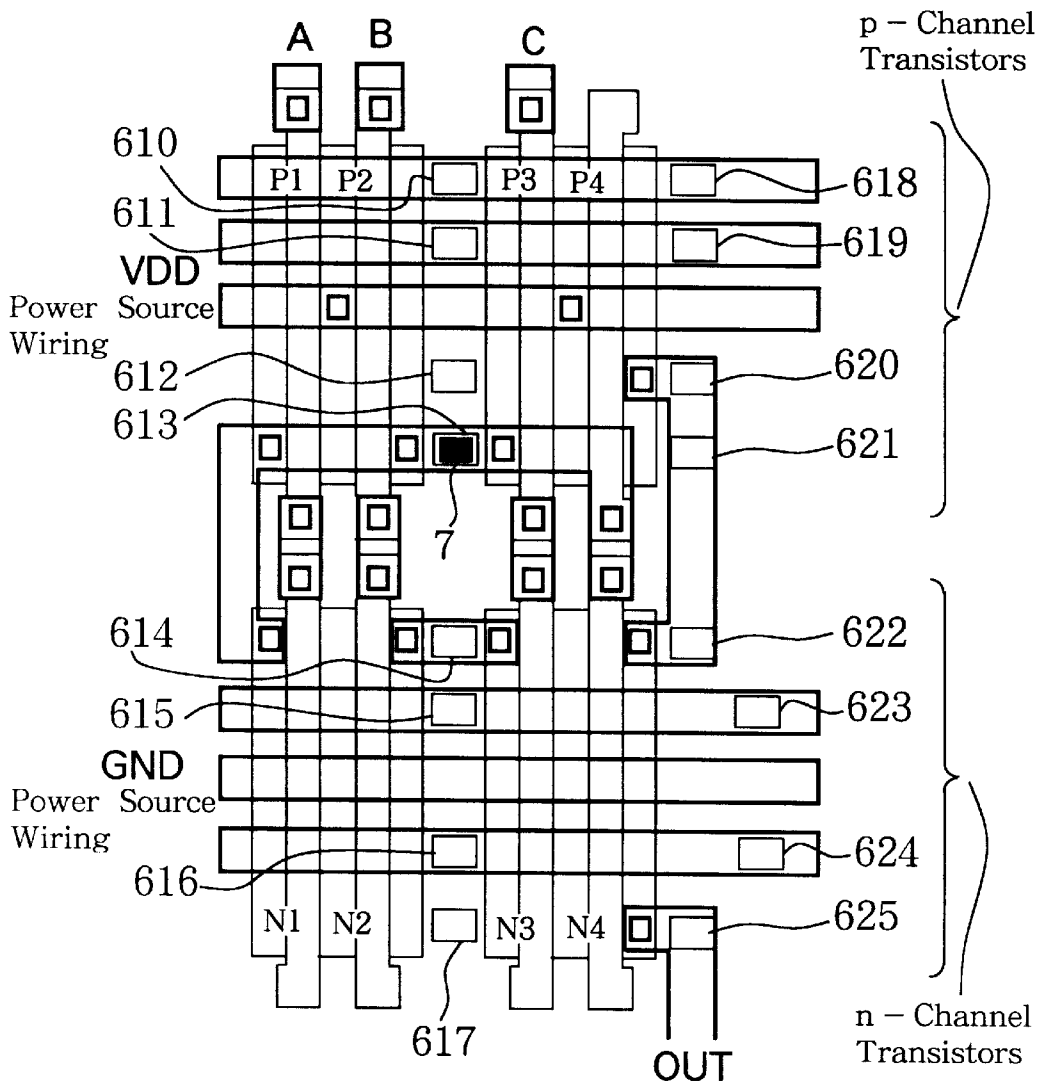 A B C
p – Channel
Transistors
610
P1 P2 P3 P4
618
611
619
VDD
Power Source
Wiring
612
620
613
621
7
614
622
615
623
GND
Power Source
Wiring
624
616
N1 N2 N3 N4
625
617
OUT
n – Channel
Transistors